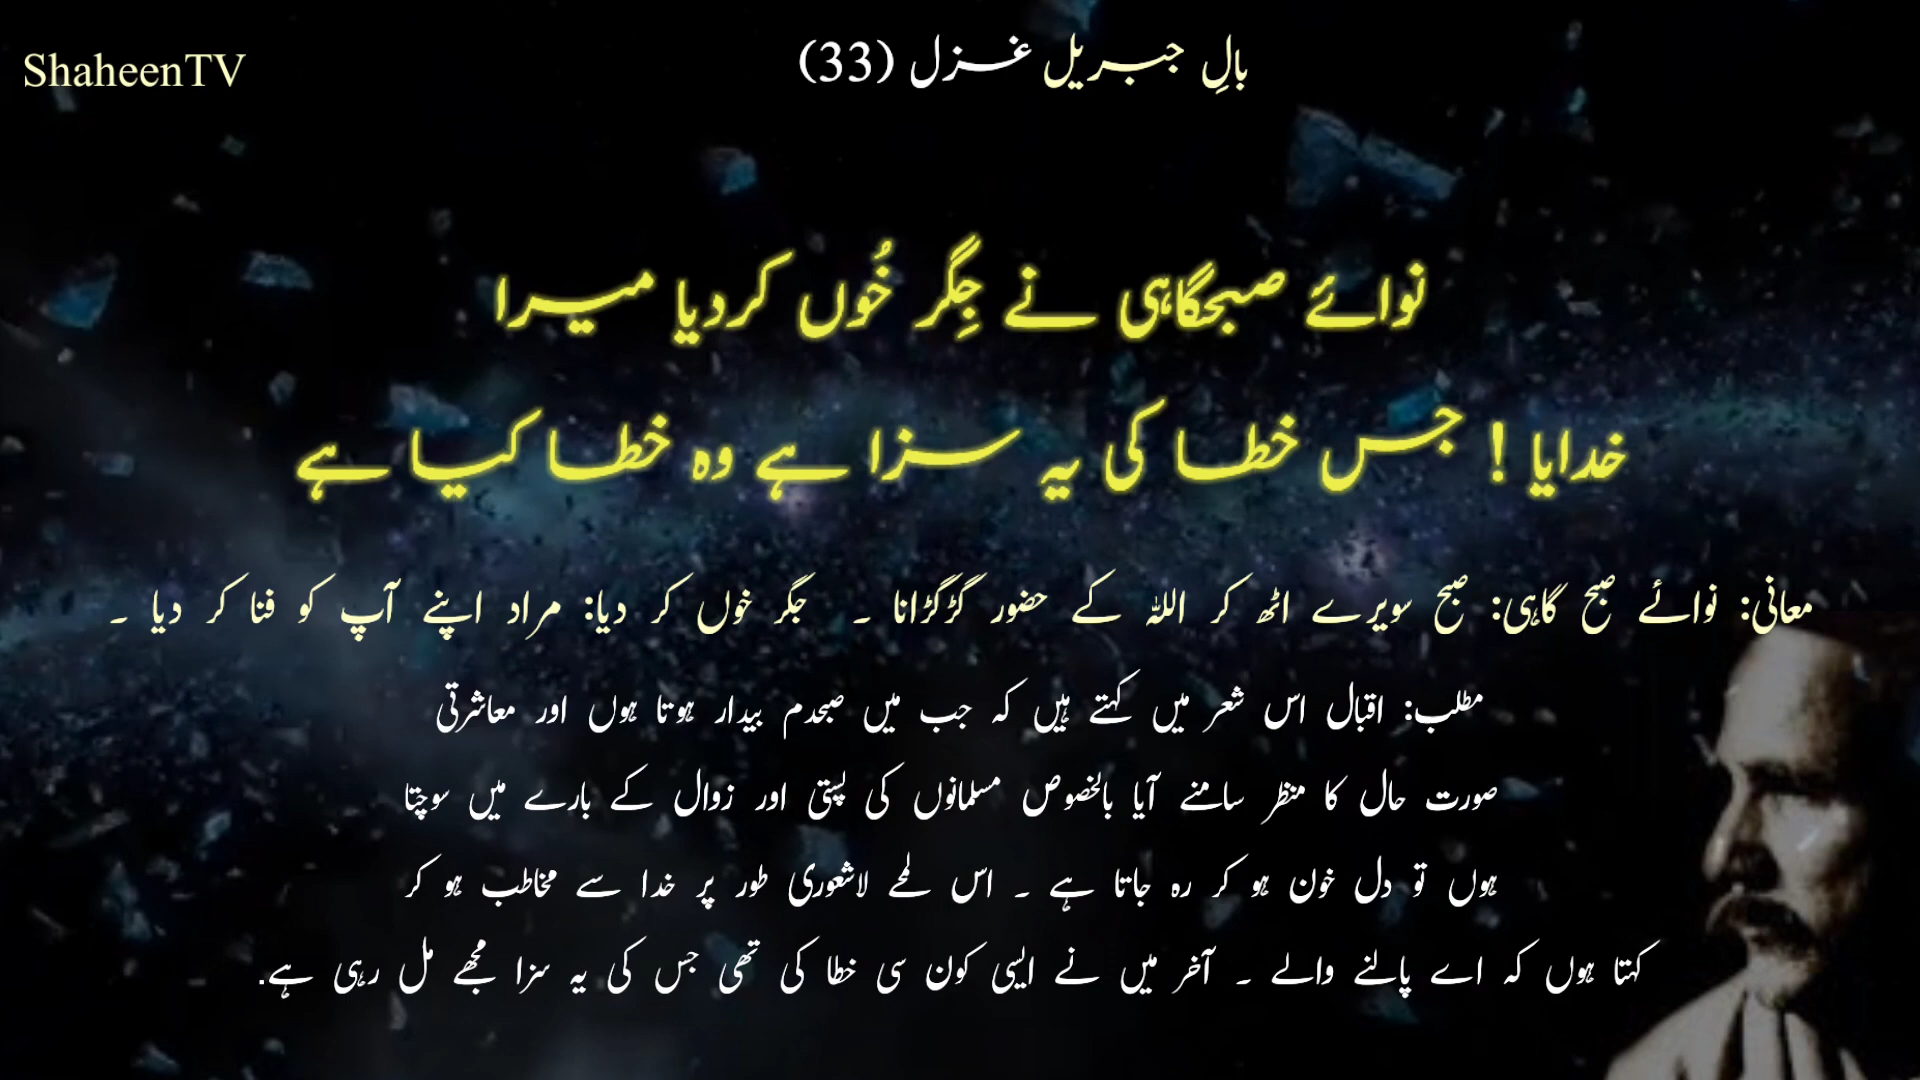 ShaheenTV
بالِ جبریل غزل (33)
نوائے صبحگاہی نے جِگر خُوں کردیا میرا
خدایا ! جس خطا کی یہ سزا ہے وہ خطا کیا ہے
معانی: نوائے صبح گاہی: صبح سویرے اٹھ کر اللہ کے حضور گڑگڑانا ۔ جگر خوں کر دیا: مراد اپنے آپ کو فنا کر دیا ۔
مطلب: اقبال اس شعر میں کہتے ہیں کہ جب میں صبحدم بیدار ہوتا ہوں اور معاشرتی
صورت حال کا منظر سامنے آیا بالخصوص مسلمانوں کی پستی اور زوال کے بارے میں سوچتا
ہوں تو دل خون ہو کر رہ جاتا ہے ۔ اس لمحے لاشعوری طور پر خدا سے مخاطب ہو کر
کہتا ہوں کہ اے پالنے والے ۔ آخر میں نے ایسی کون سی خطا کی تھی جس کی یہ سزا مجھے مل رہی ہے.